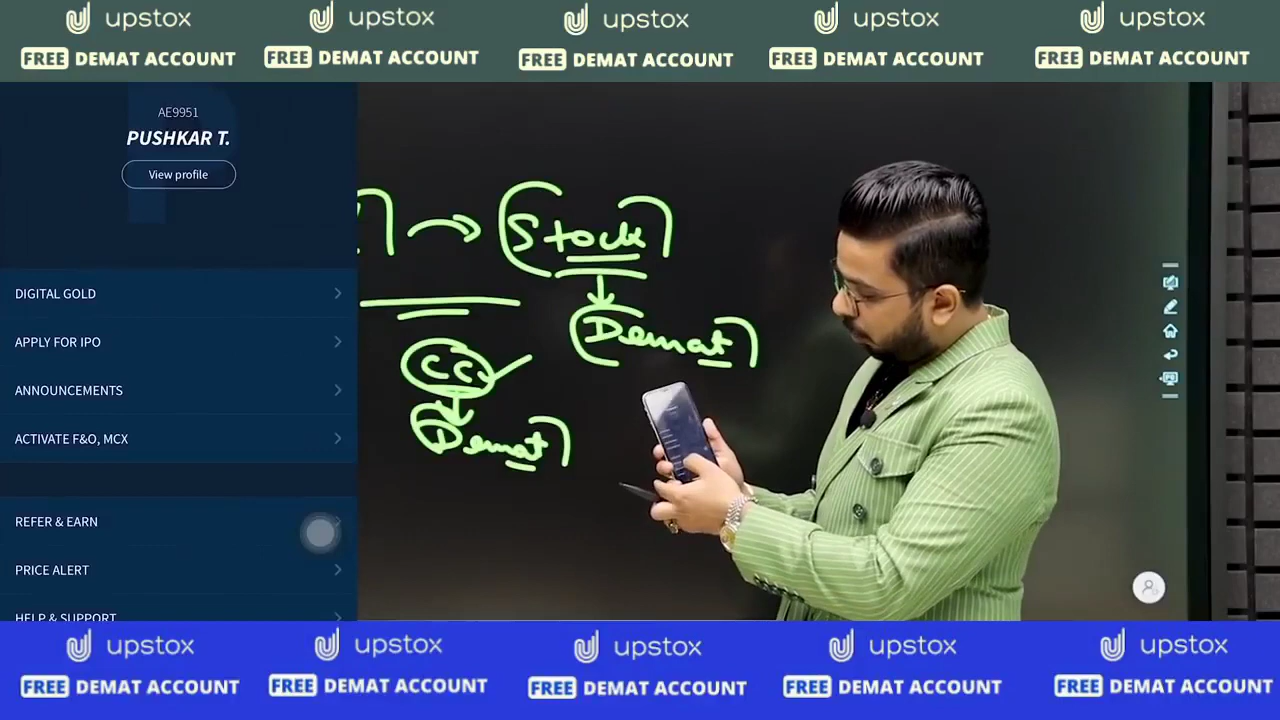 upstox upstox upstox upstox upstox
FREE DEMAT ACCOUNT FREE DEMAT ACCOUNT FREE DEMAT ACCOUNT FREE DEMAT ACCOUNT FREE DEMAT ACCOUNT
AE9951
PUSHKAR T.
View profile
DIGITAL GOLD
APPLY FOR IPO
ANNOUNCEMENTS
ACTIVATE F&O, MCX
REFER & EARN
PRICE ALERT
HELP & SUPPORT
Stock
Demat
Demat
upstox upstox upstox upstox upstox
FREE DEMAT ACCOUNT FREE DEMAT ACCOUNT FREE DEMAT ACCOUNT FREE DEMAT ACCOUNT FREE DEMAT ACCOUNT